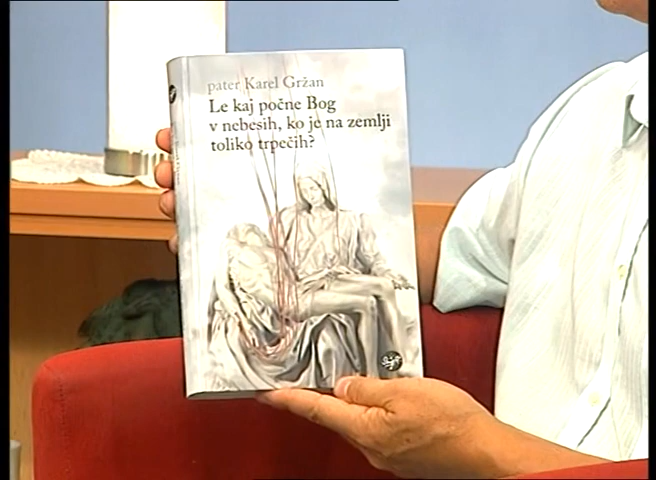 pater Karel Gržan
Le kaj počne Bog
v nebesih, ko je na zemlji
toliko trpečih?